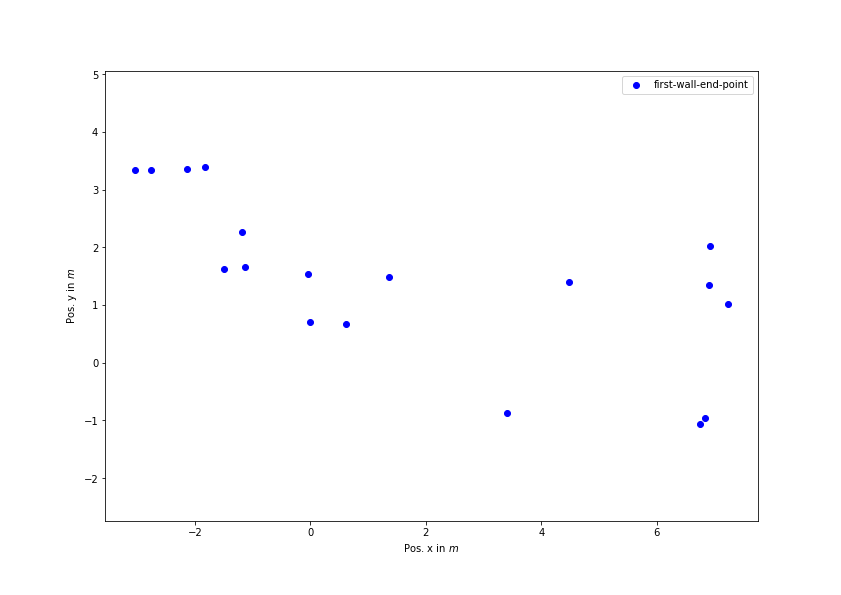 first-wall-end-point
5
4
3
2
1
0
−1
−2
Pos. y in m
−2 0 2 4 6
Pos. x in m